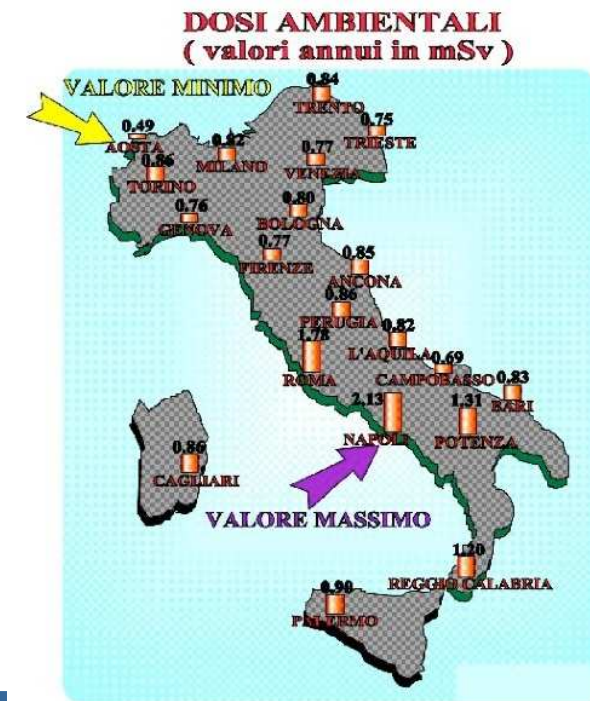 DOSI AMBIENTALI
( valori annui in mSv )
VALORE MINIMO
0.84
TRENTO
0.49
AOSTA
0.82
MILANO
0.75
TRIESTE
0.77
VENEZIA
0.86
TORINO
0.76
GENOVA
0.80
BOLOGNA
0.77
FIRENZE
0.85
ANCONA
0.86
PERUGIA
1.78
ROMA
0.82
L'AQUILA
0.69
CAMPOBASSO
0.83
BARI
2.13
NAPOLI
1.31
POTENZA
0.86
CAGLIARI
VALORE MASSIMO
1.20
REGGIO CALABRIA
0.90
PALERMO